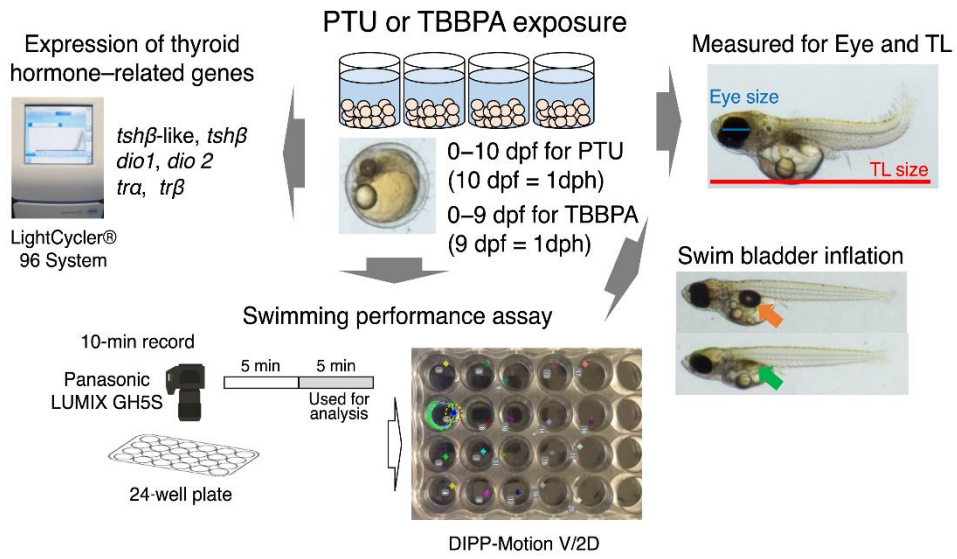 PTU or TBBPA exposure
Expression of thyroid
hormone–related genes
tshβ-like, tshβ
dio1, dio 2
trα, trβ
LightCycler®
96 System
0–10 dpf for PTU
(10 dpf = 1dph)
0–9 dpf for TBBPA
(9 dpf = 1dph)
Measured for Eye and TL
Eye size
TL size
Swim bladder inflation
Swimming performance assay
10-min record
Panasonic
LUMIX GH5S
5 min
5 min
Used for
analysis
24-well plate
DIPP-Motion V/2D